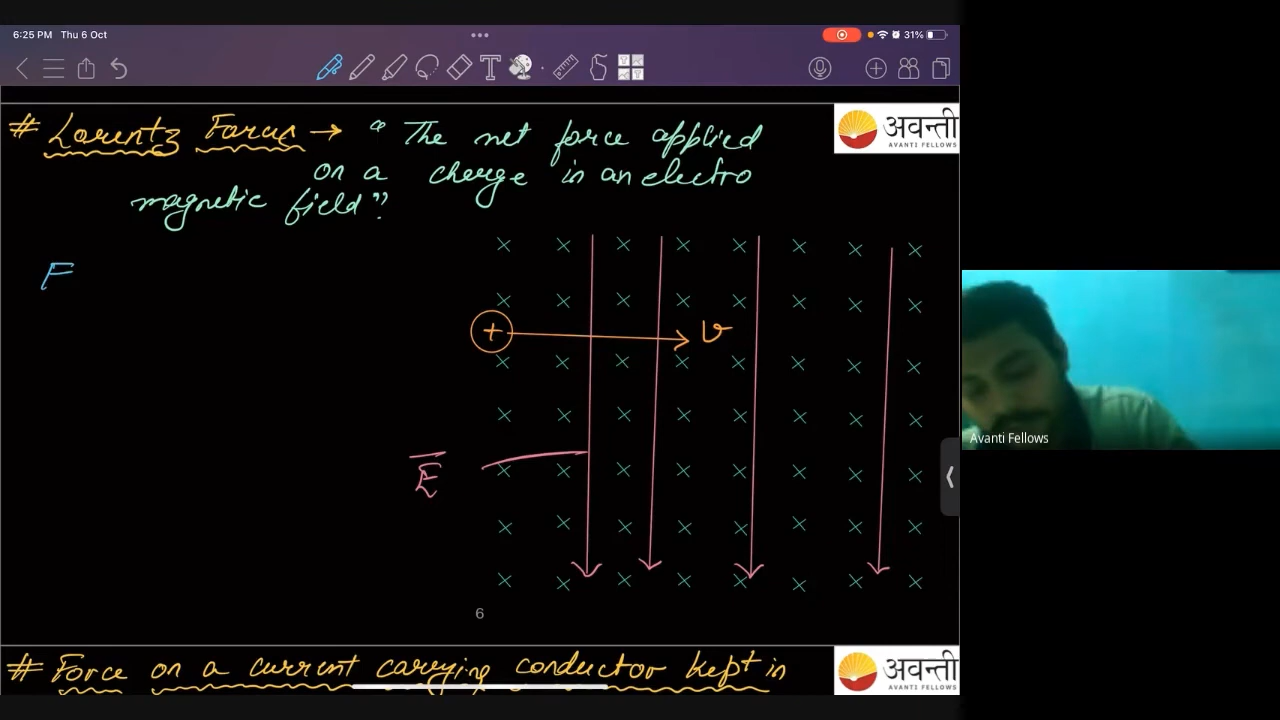 6:25 PM Thu 6 Oct
31%
# Lorentz Force → " The net force applied
on a charge in an electro
magnetic field"
अवन्ती
AVANTI FELLOWS
F
+
v
E
Avanti Fellows
6
# Force on a current carrying conductor kept in
अवन्ती
AVANTI FELLOWS